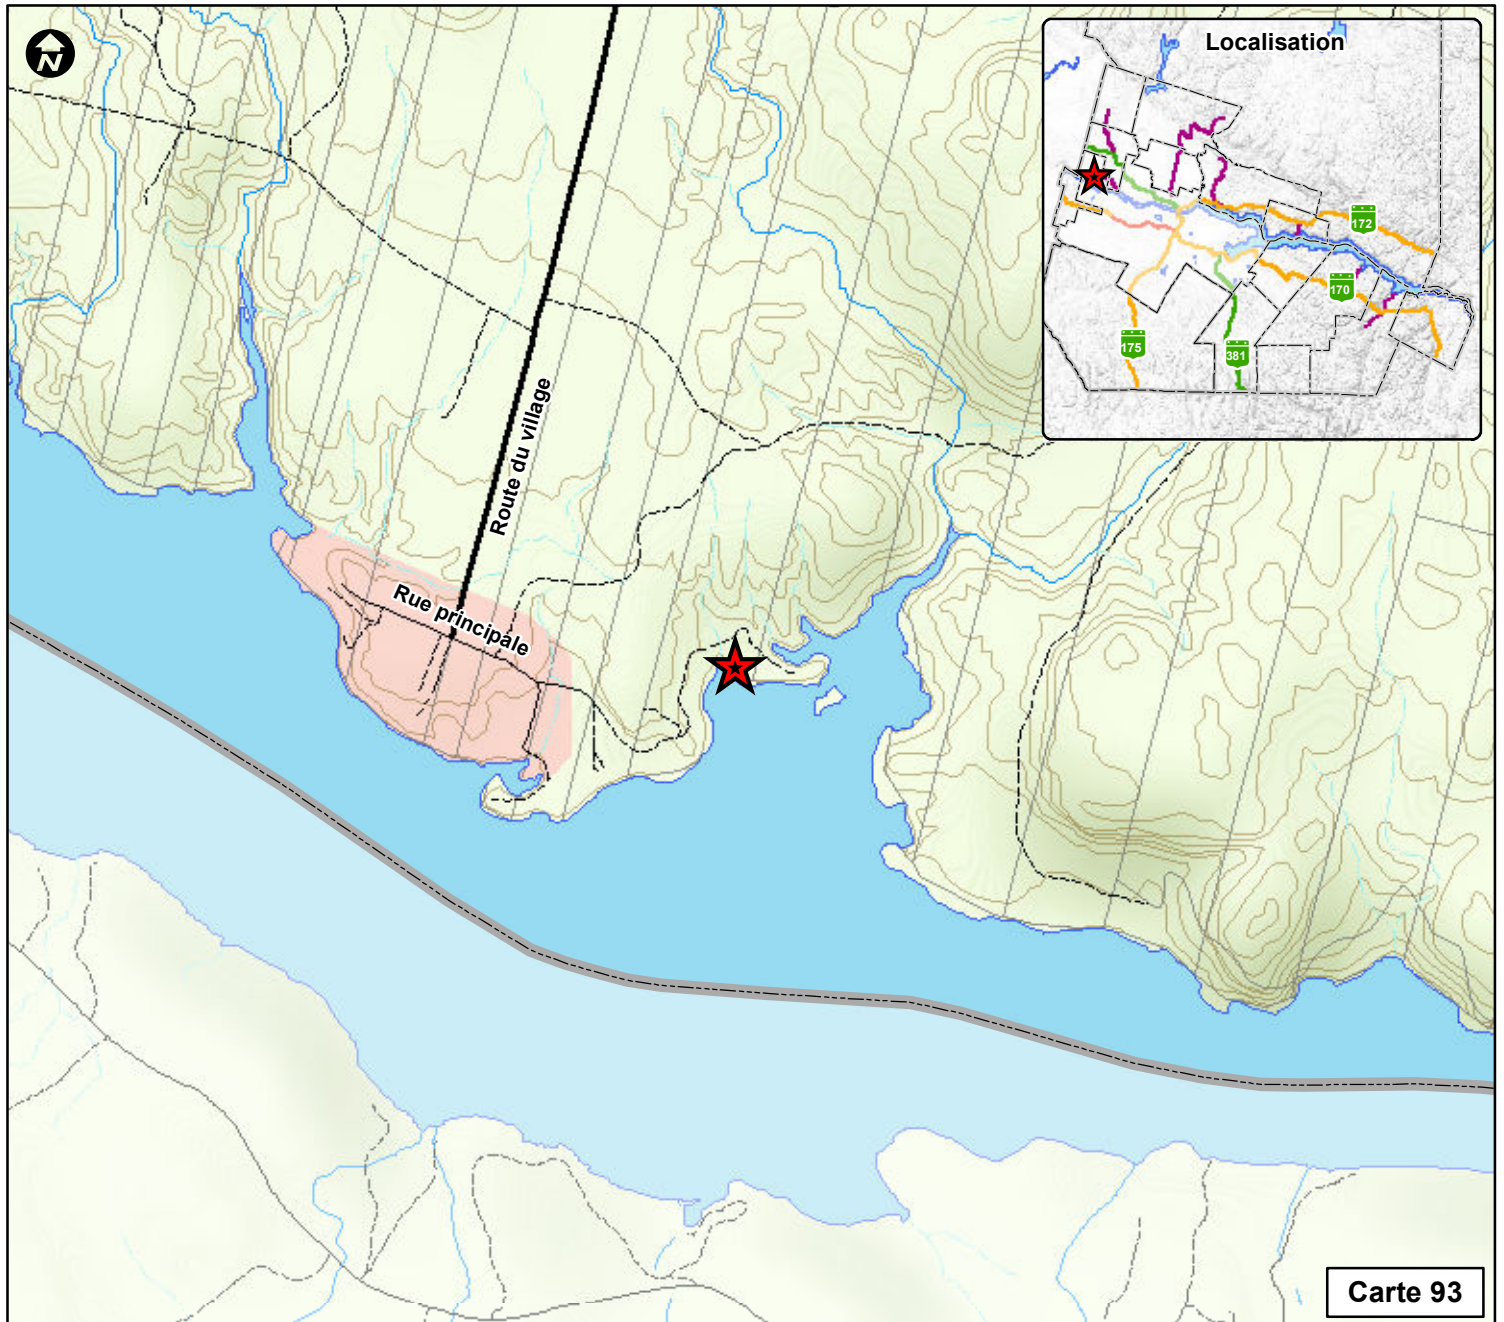 N
Localisation
172
170
175
381
Route du village
Rue principale
Carte 93